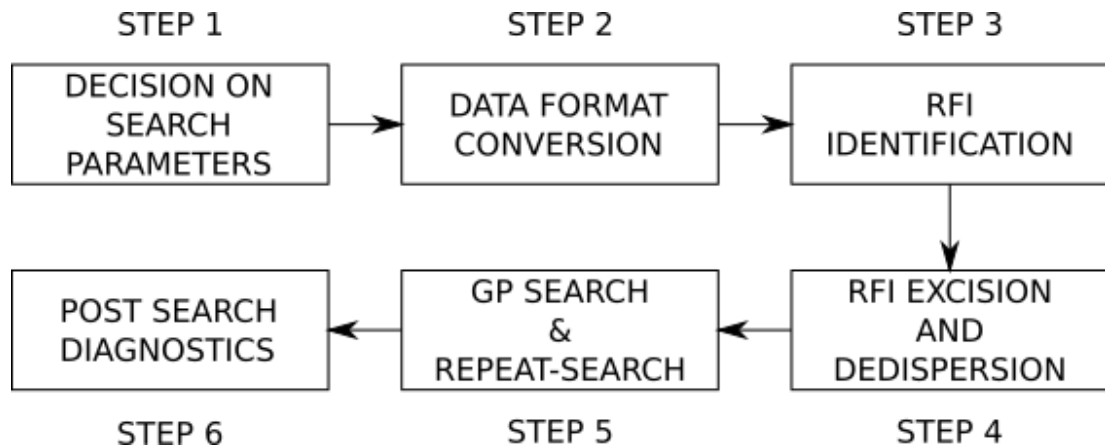 STEP 1
DECISION ON
SEARCH
PARAMETERS
STEP 2
DATA FORMAT
CONVERSION
STEP 3
RFI
IDENTIFICATION
RFI EXCISION
AND
DEDISPERSION
STEP 4
GP SEARCH
&
REPEAT-SEARCH
STEP 5
POST SEARCH
DIAGNOSTICS
STEP 6